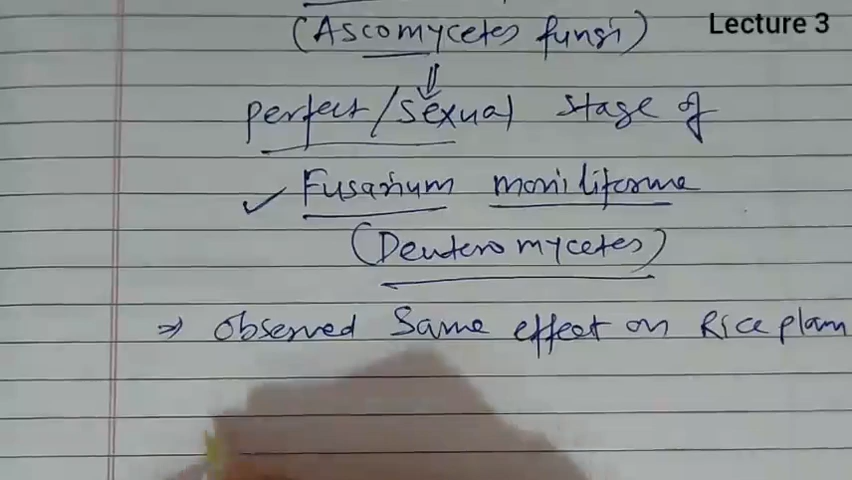 (Ascomycetes fungi)
Lecture 3
⇓
perfect/sexual stage of
✓ Fusarium moniliforme
(Deuteromycetes)
⇒ Observed Same effect on Rice plan